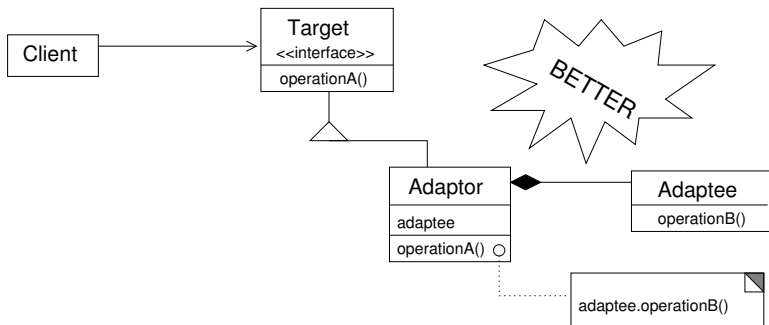 Target
<<interface>>
operationA()
Client
BETTER
Adaptor
adaptee
operationA()
Adaptee
operationB()
adaptee.operationB()